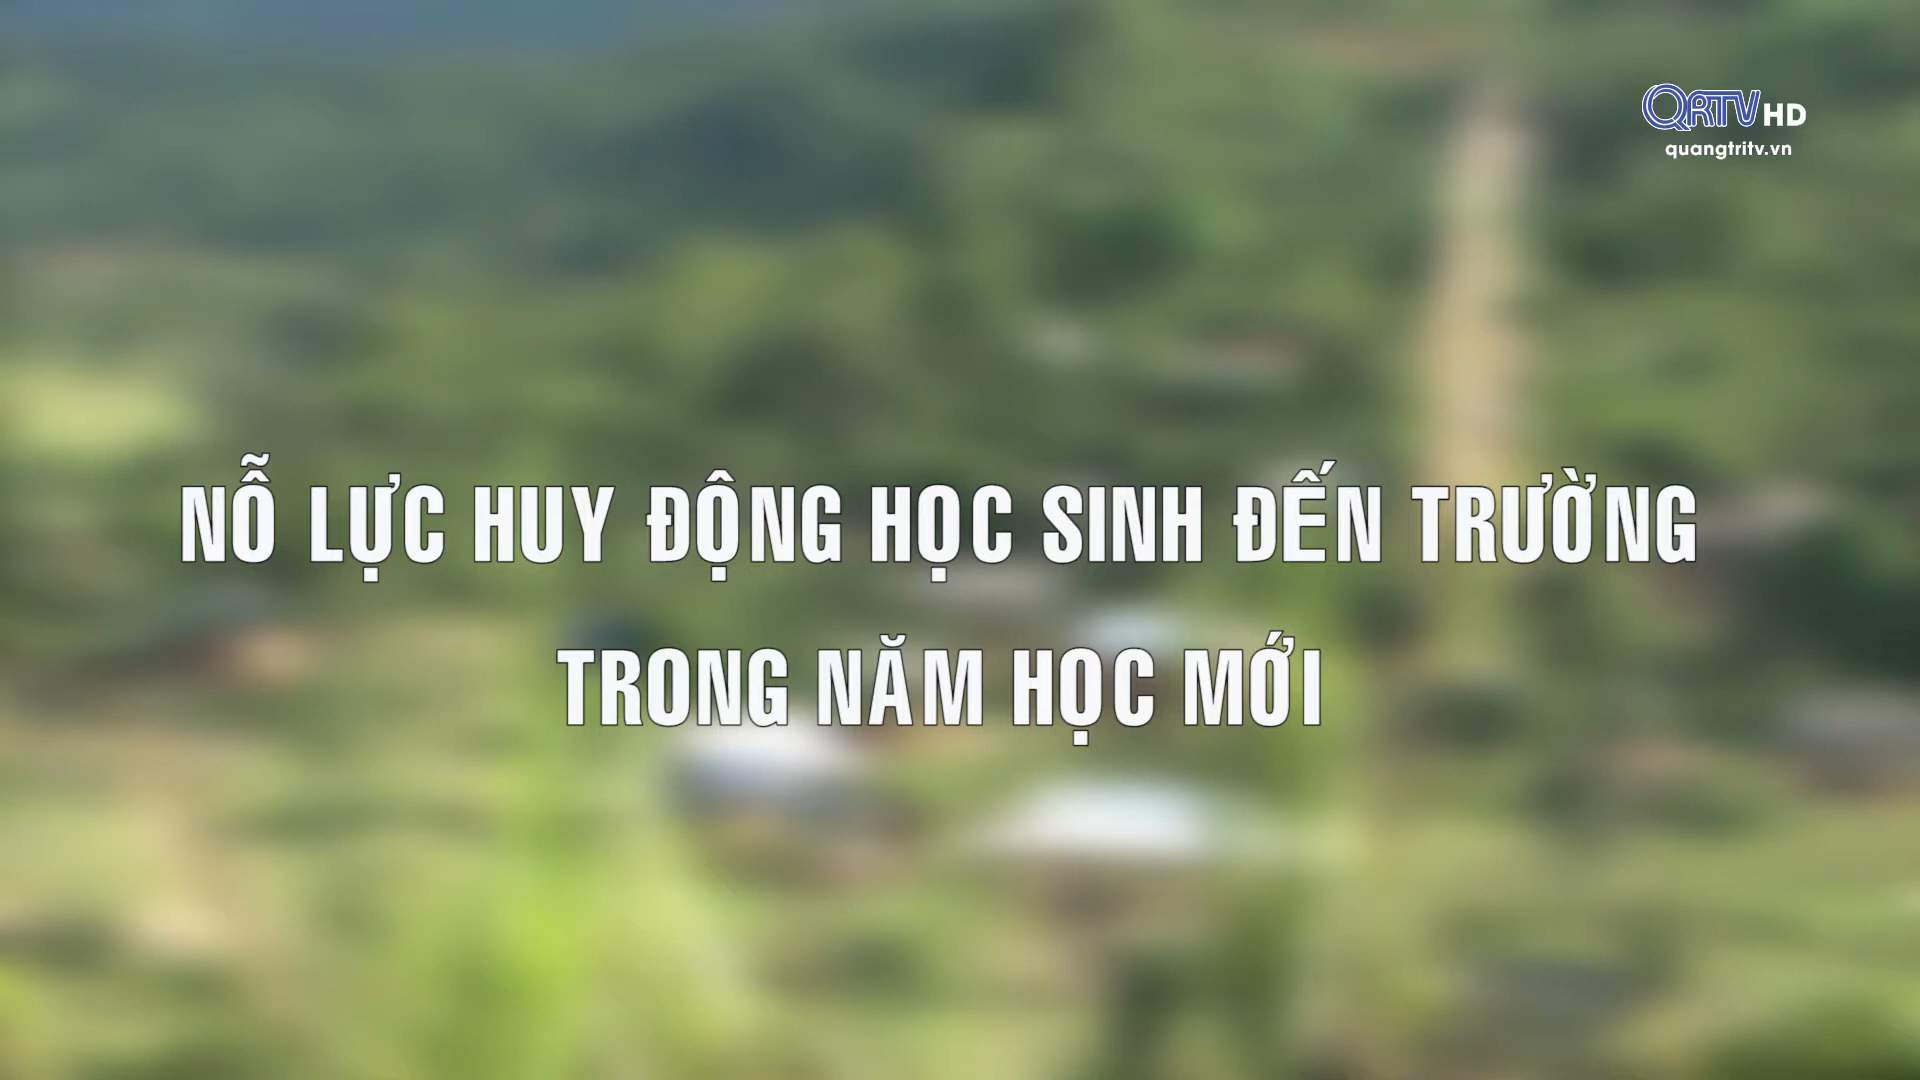 QRTV HD
quangtritv.vn
NỖ LỰC HUY ĐỘNG HỌC SINH ĐẾN TRƯỜNG
TRONG NĂM HỌC MỚI